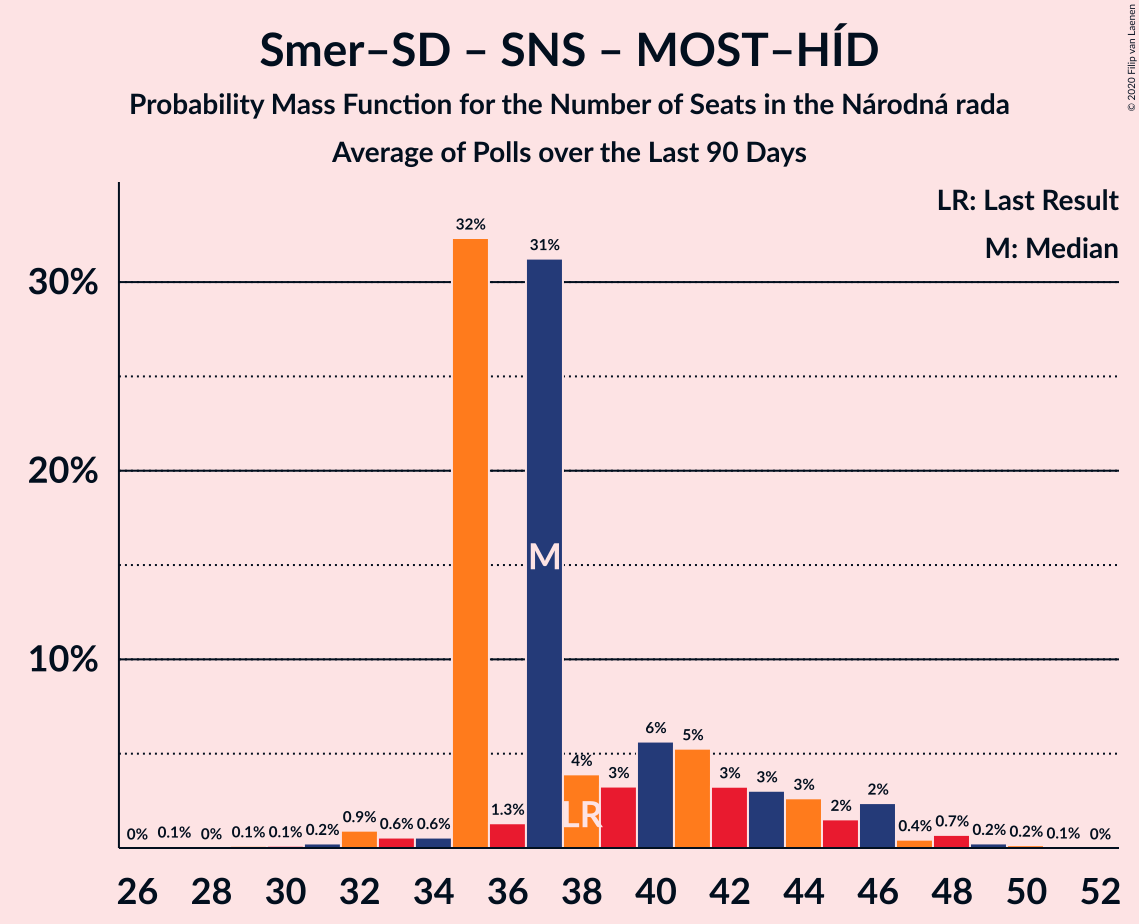 Smer–SD – SNS – MOST–HÍD
Probability Mass Function for the Number of Seats in the Národná rada
Average of Polls over the Last 90 Days
© 2020 Filip van Laenen
LR: Last Result
M: Median
30%
20%
10%
0% 0.1% 0% 0.1% 0.1% 0.2% 0.9% 0.6% 0.6% 32% 1.3% 31% 4% 3% 6% 5% 3% 3% 3% 2% 2% 0.4% 0.7% 0.2% 0.2% 0.1% 0%
M
LR
26 28 30 32 34 36 38 40 42 44 46 48 50 52